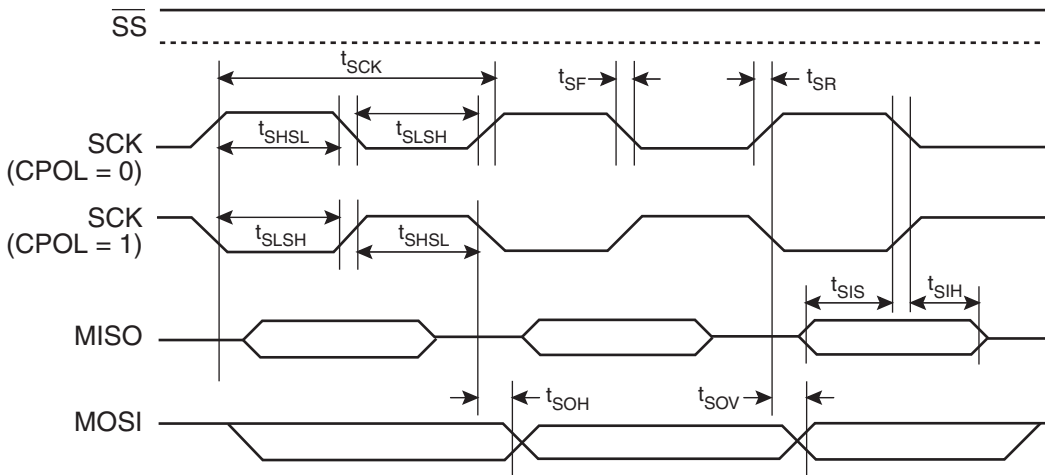 SS
tSCK
tSF
tSR
tSHSL
tSLSH
SCK
(CPOL = 0)
SCK
(CPOL = 1)
tSLSH
tSHSL
tSIS
tSIH
MISO
tSOH
tSOV
MOSI